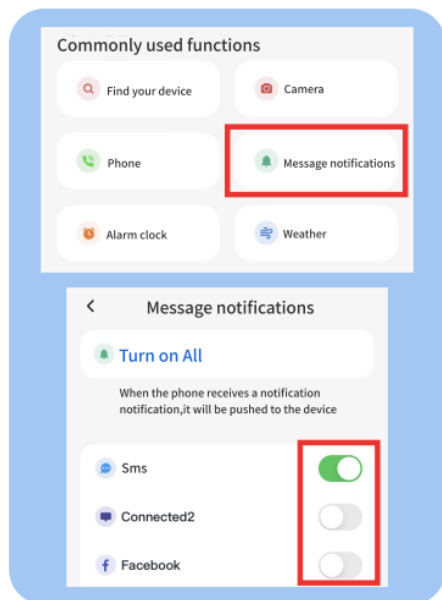 Commonly used functions
Find your device
Camera
Phone
Message notifications
Alarm clock
Weather
Message notifications
Turn on All
When the phone receives a notification
notification,it will be pushed to the device
Sms
Connected2
Facebook